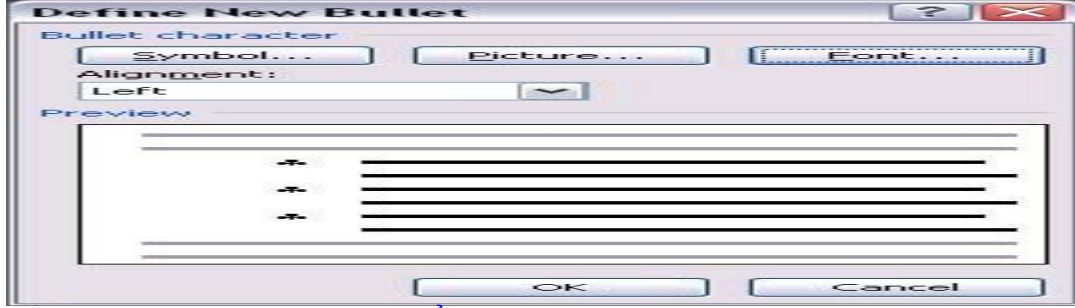 Define New Bullet
Bullet character
Symbol... Picture... Font...
Alignment:
Left
Preview
OK Cancel